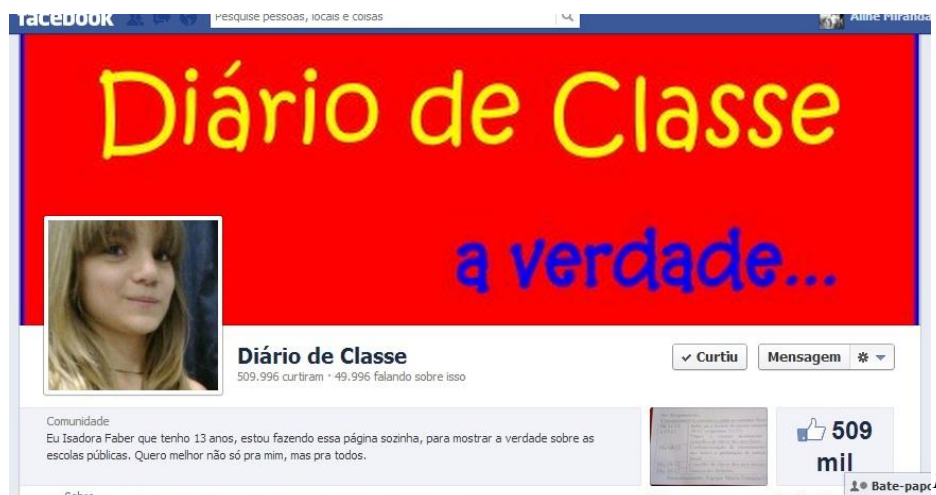 facebook
Pesquise pessoas, locais e coisas
Aline Miranda
Diário de Classe
a verdade...
Diário de Classe
509.996 curtiram · 49.996 falando sobre isso
✓ Curtiu
Mensagem
Comunidade
Eu Isadora Faber que tenho 13 anos, estou fazendo essa página sozinha, para mostrar a verdade sobre as
escolas públicas. Quero melhor não só pra mim, mas pra todos.
509
mil
Bate-papo
Sobre